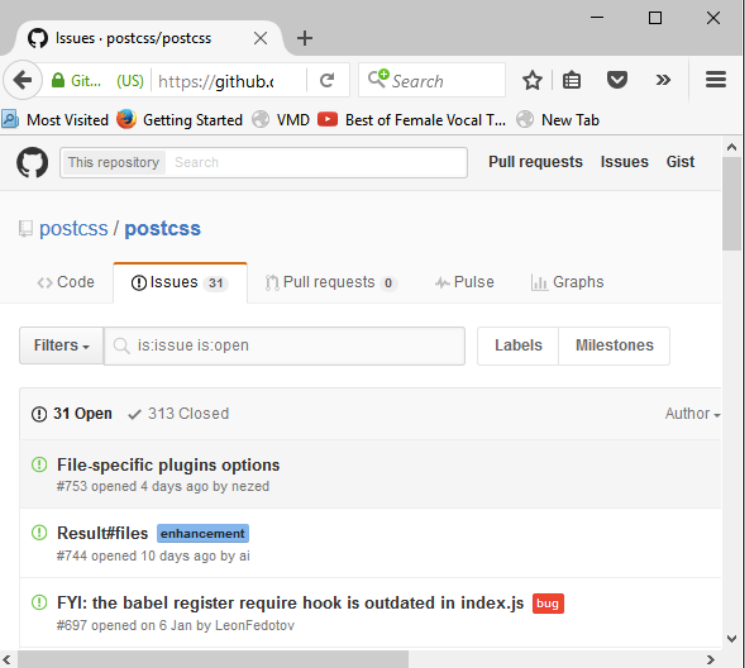 Issues · postcss/postcss
Git... (US) https://github.c Search
Most Visited Getting Started VMD Best of Female Vocal T... New Tab
This repository Search Pull requests Issues Gist
postcss / postcss
Code Issues 31 Pull requests 0 Pulse Graphs
Filters is:issue is:open Labels Milestones
31 Open 313 Closed Author
File-specific plugins options
#753 opened 4 days ago by nezed
Result#files enhancement
#744 opened 10 days ago by ai
FYI: the babel register require hook is outdated in index.js bug
#697 opened on 6 Jan by LeonFedotov